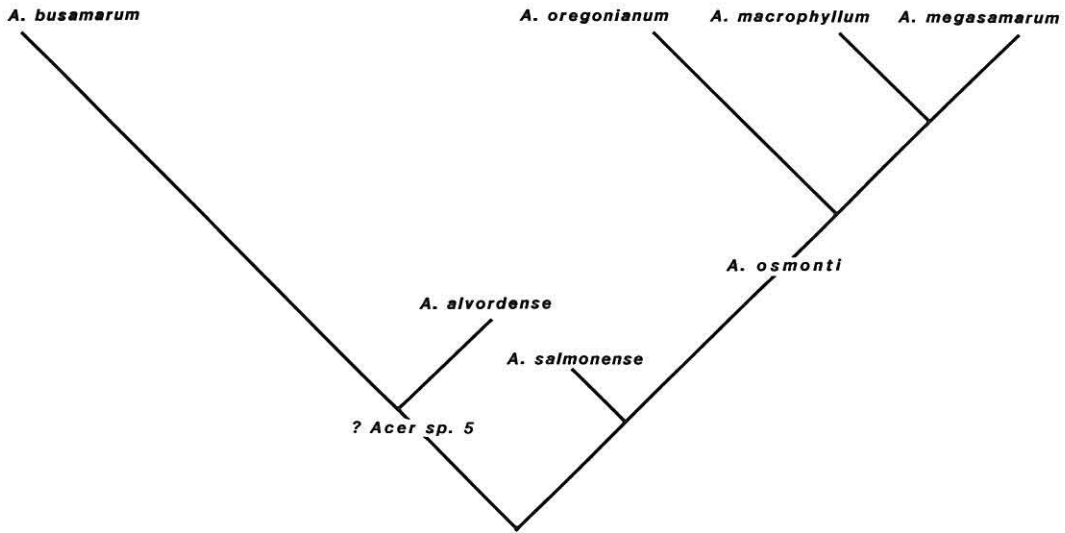 A. busamarum
A. oregonianum
A. macrophyllum
A. megasamarum
A. osmonti
A. alvordense
A. salmonense
? Acer sp. 5